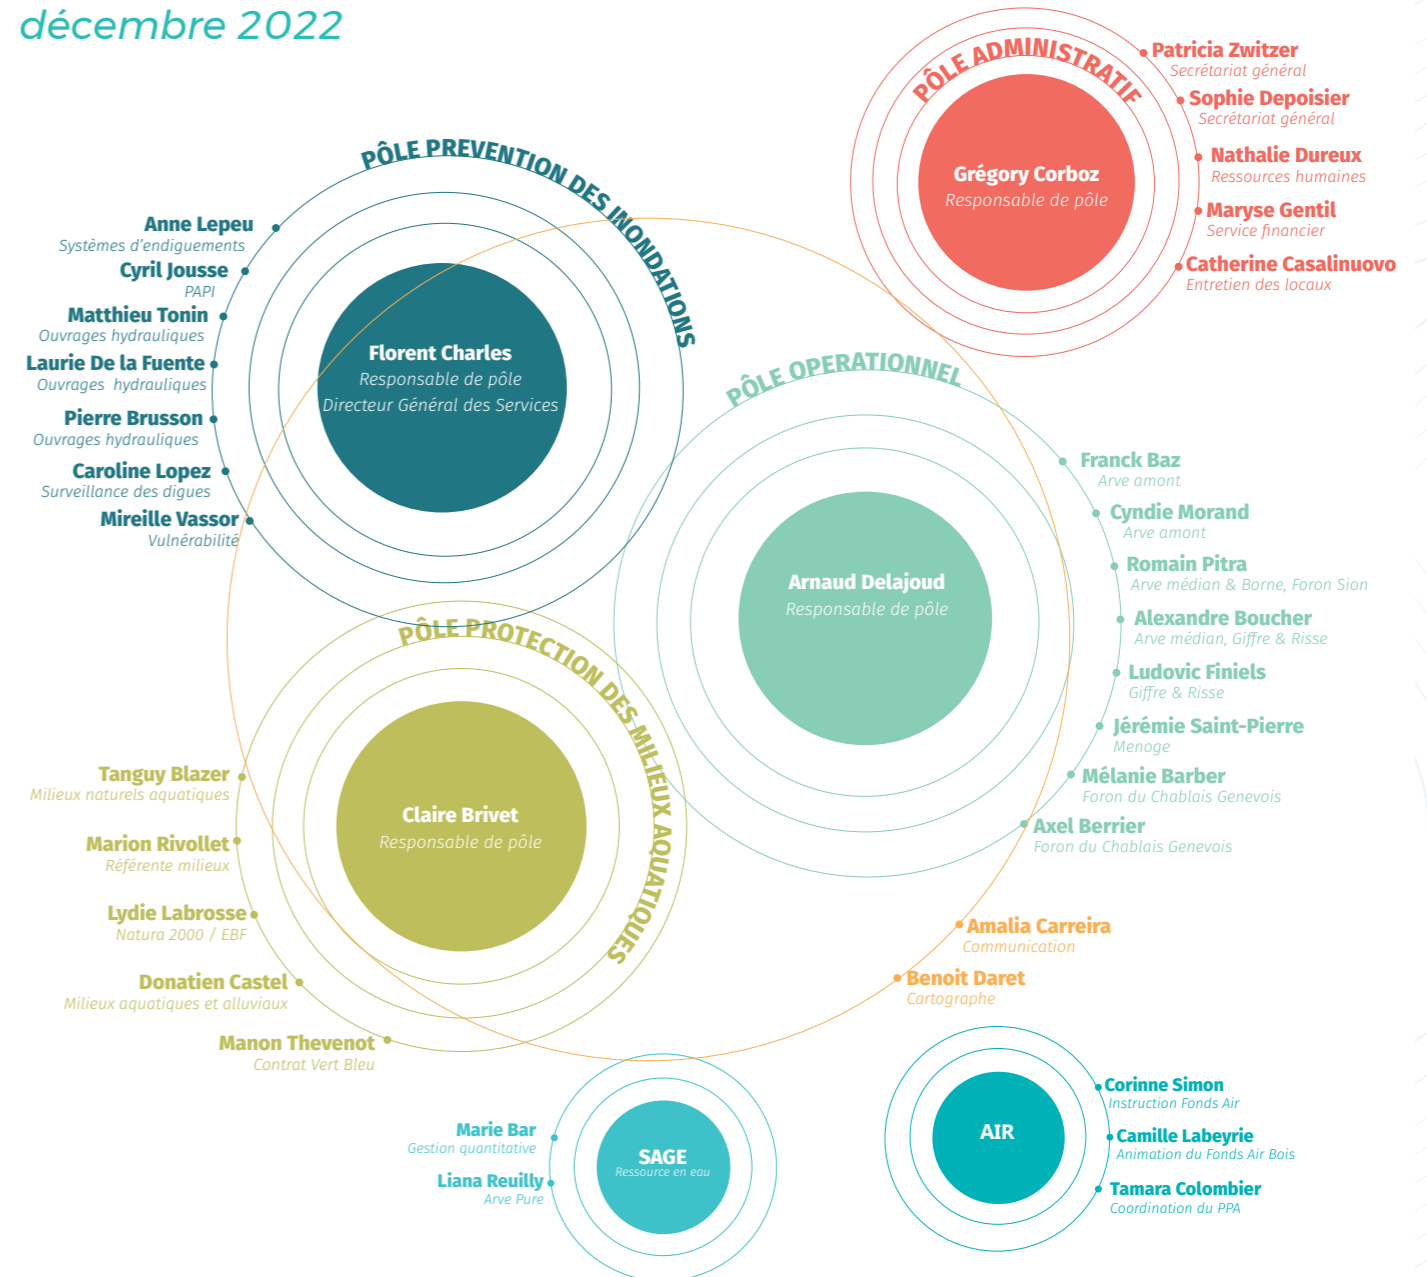 décembre 2022
PÔLE ADMINISTRATIF
Grégory Corboz
Responsable de pôle
Patricia Zwitzer
Secrétariat général
Sophie Depoisier
Secrétariat général
Nathalie Dureux
Ressources humaines
Maryse Gentil
Service financier
Catherine Casalinuovo
Entretien des locaux
PÔLE PREVENTION DES INONDATIONS
Florent Charles
Responsable de pôle
Directeur Général des Services
Anne Lepeu
Systèmes d'endiguements
Cyril Jousse
PAPI
Matthieu Tonin
Ouvrages hydrauliques
Laurie De la Fuente
Ouvrages hydrauliques
Pierre Brusson
Ouvrages hydrauliques
Caroline Lopez
Surveillance des digues
Mireille Vassor
Vulnérabilité
PÔLE OPERATIONNEL
Arnaud Delajoud
Responsable de pôle
Franck Baz
Arve amont
Cyndie Morand
Arve amont
Romain Pitra
Arve médian & Borne, Foron Sion
Alexandre Boucher
Arve médian, Giffre & Risse
Ludovic Finiels
Giffre & Risse
Jérémie Saint-Pierre
Menoge
Mélanie Barber
Foron du Chablais Genevois
Axel Berrier
Foron du Chablais Genevois
PÔLE PROTECTION DES MILIEUX AQUATIQUES
Claire Brivet
Responsable de pôle
Tanguy Blazer
Milieux naturels aquatiques
Marion Rivollet
Référente milieux
Lydie Labrosse
Natura 2000 / EBF
Donatien Castel
Milieux aquatiques et alluviaux
Manon Thevenot
Contrat Vert Bleu
Amalia Carreira
Communication
Benoit Daret
Cartographe
SAGE
Ressource en eau
Marie Bar
Gestion quantitative
Liana Reuilly
Arve Pure
AIR
Corinne Simon
Instruction Fonds Air
Camille Labeyrie
Animation du Fonds Air Bois
Tamara Colombier
Coordination du PPA